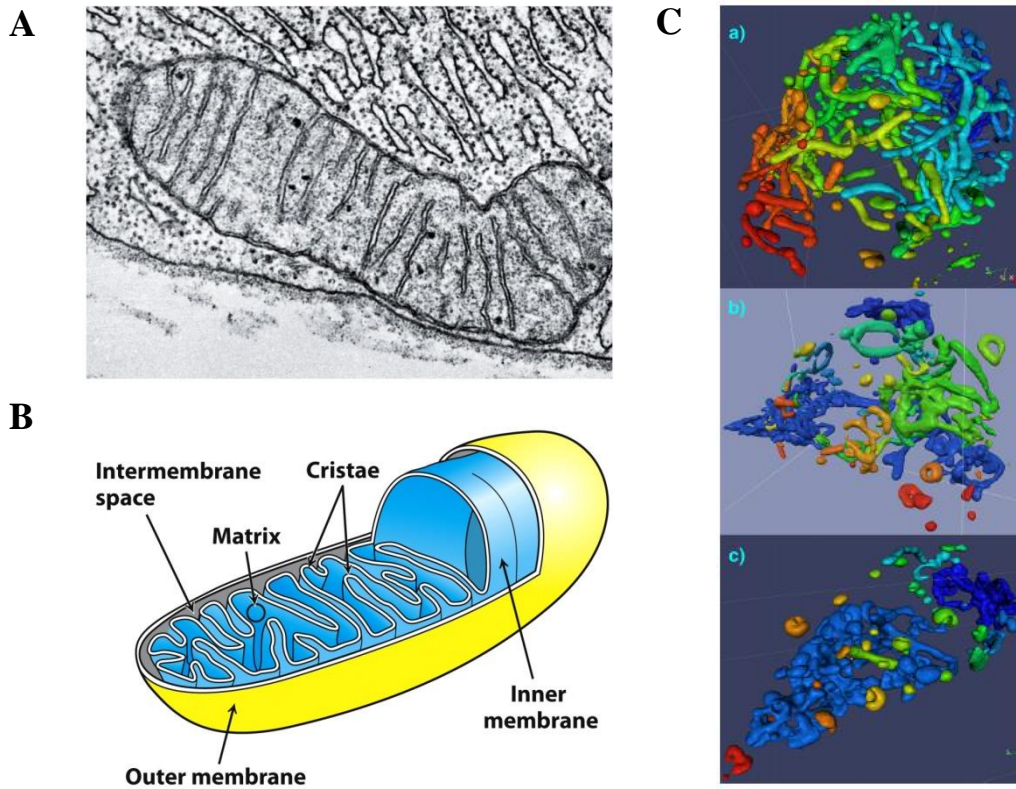 A
B
Intermembrane
space
Cristae
Matrix
Inner
membrane
Outer membrane
C
a)
b)
c)